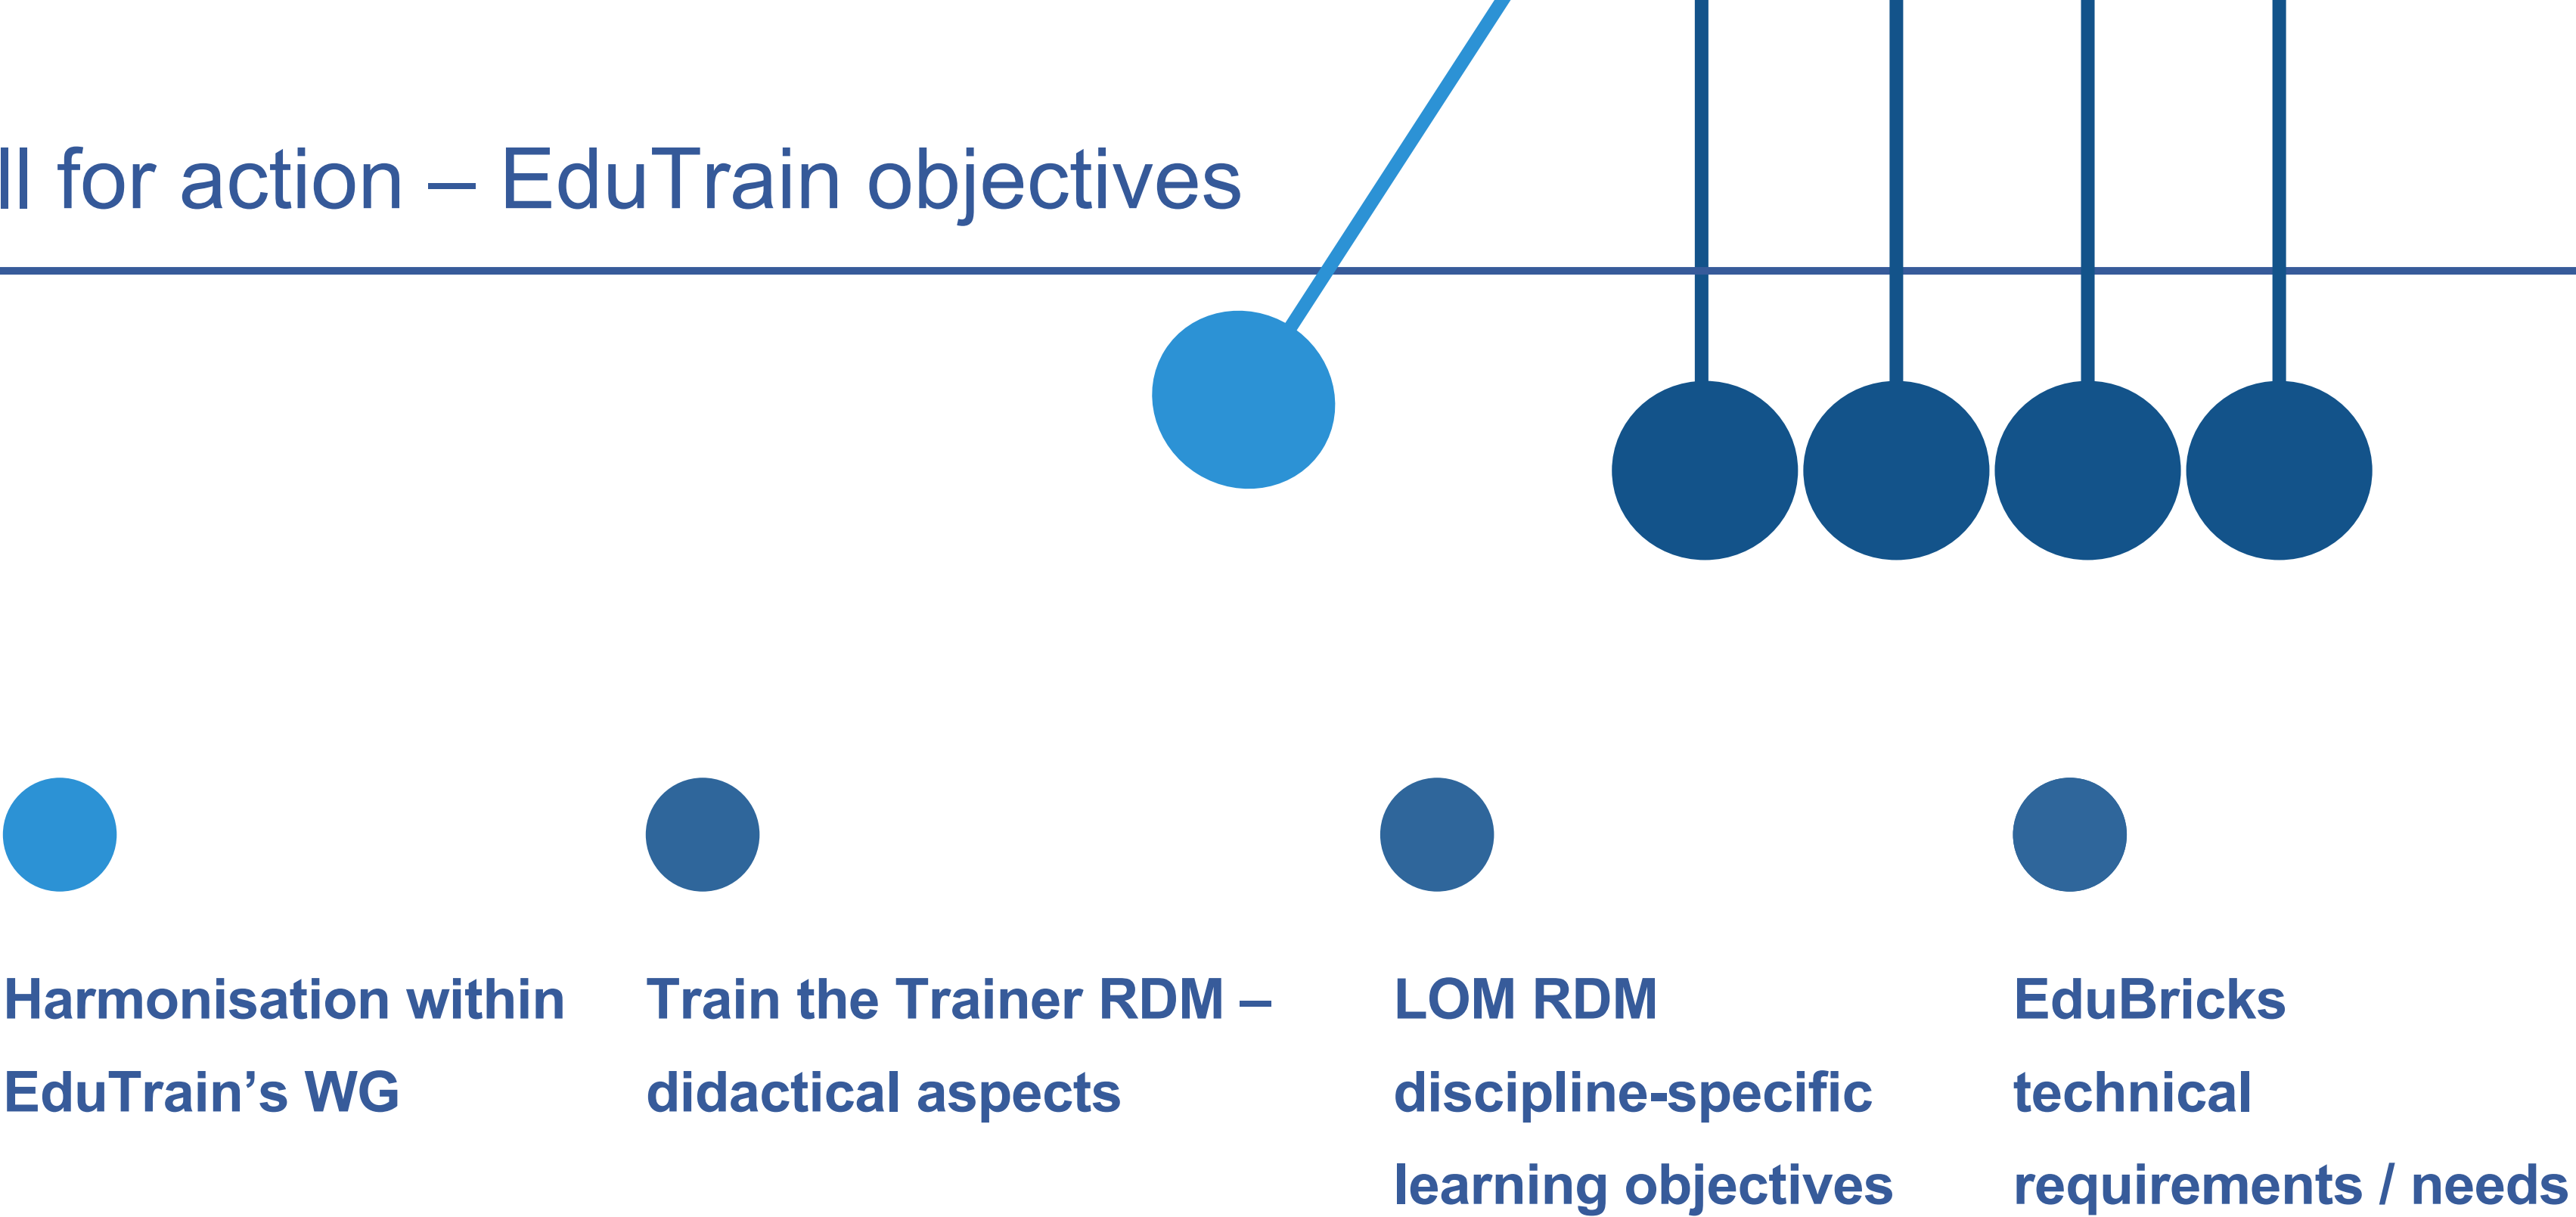 ll for action – EduTrain objectives
Harmonisation within
EduTrain’s WG
Train the Trainer RDM –
didactical aspects
LOM RDM
discipline-specific
learning objectives
EduBricks
technical
requirements / needs